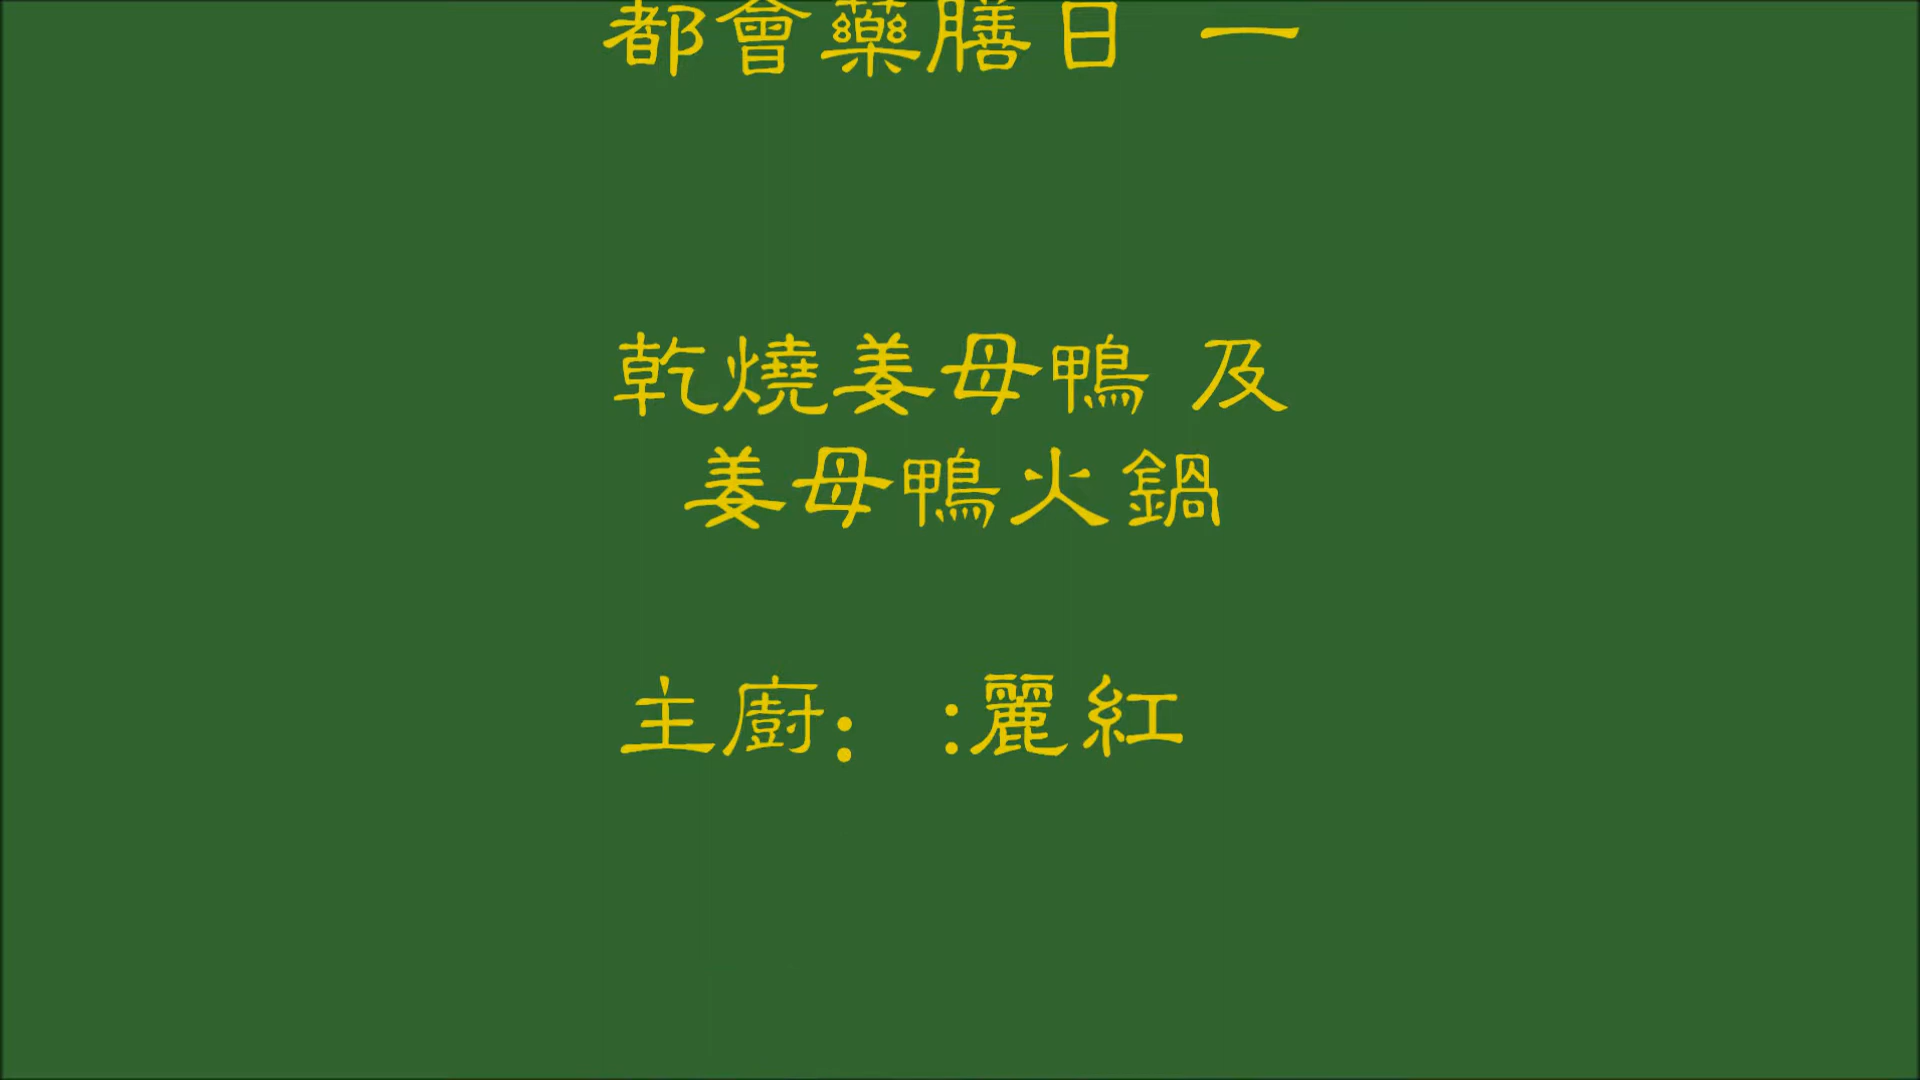 都會藥膳日 一
乾燒姜母鴨 及
姜母鴨火鍋
主廚： :麗紅